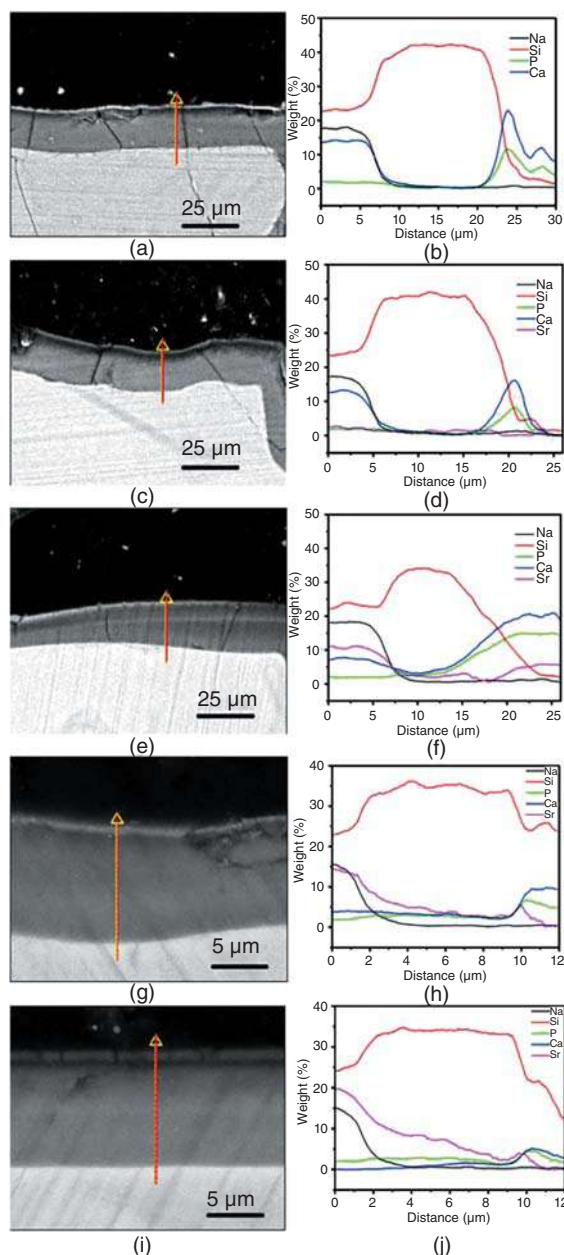 25 µm
(a)
50
40
30
20
10
0
Weight (%)
Na
Si
P
Ca
0 5 10 15 20 25 30
Distance (µm)
(b)
25 µm
(c)
50
40
30
20
10
0
Weight (%)
Na
Si
P
Ca
Sr
0 5 10 15 20 25
Distance (µm)
(d)
25 µm
(e)
50
40
30
20
10
0
Weight (%)
Na
Si
P
Ca
Sr
0 5 10 15 20 25
Distance (µm)
(f)
5 µm
(g)
40
30
20
10
0
Weight (%)
Na
Si
P
Ca
Sr
0 2 4 6 8 10 12
Distance (µm)
(h)
5 µm
(i)
40
30
20
10
0
Weight (%)
Na
Si
P
Ca
Sr
0 2 4 6 8 10 12
Distance (µm)
(j)